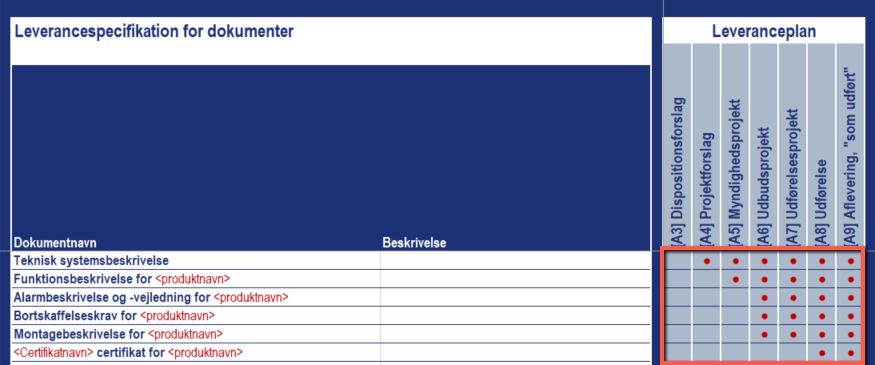 Leverancespecifikation for dokumenter
Leveranceplan
[A3] Dispositionsforslag
[A4] Projektforslag
[A5] Myndighedsprojekt
[A6] Udbudsprojekt
[A7] Udførelsesprojekt
[A8] Udførelse
[A9] Aflevering, "som udført"
Dokumentnavn
Beskrivelse
Teknisk systemsbeskrivelse
Funktionsbeskrivelse for <produktnavn>
Alarmbeskrivelse og -vejledning for <produktnavn>
Bortskaffelseskrav for <produktnavn>
Montagebeskrivelse for <produktnavn>
<Certifikatnavn> certifikat for <produktnavn>